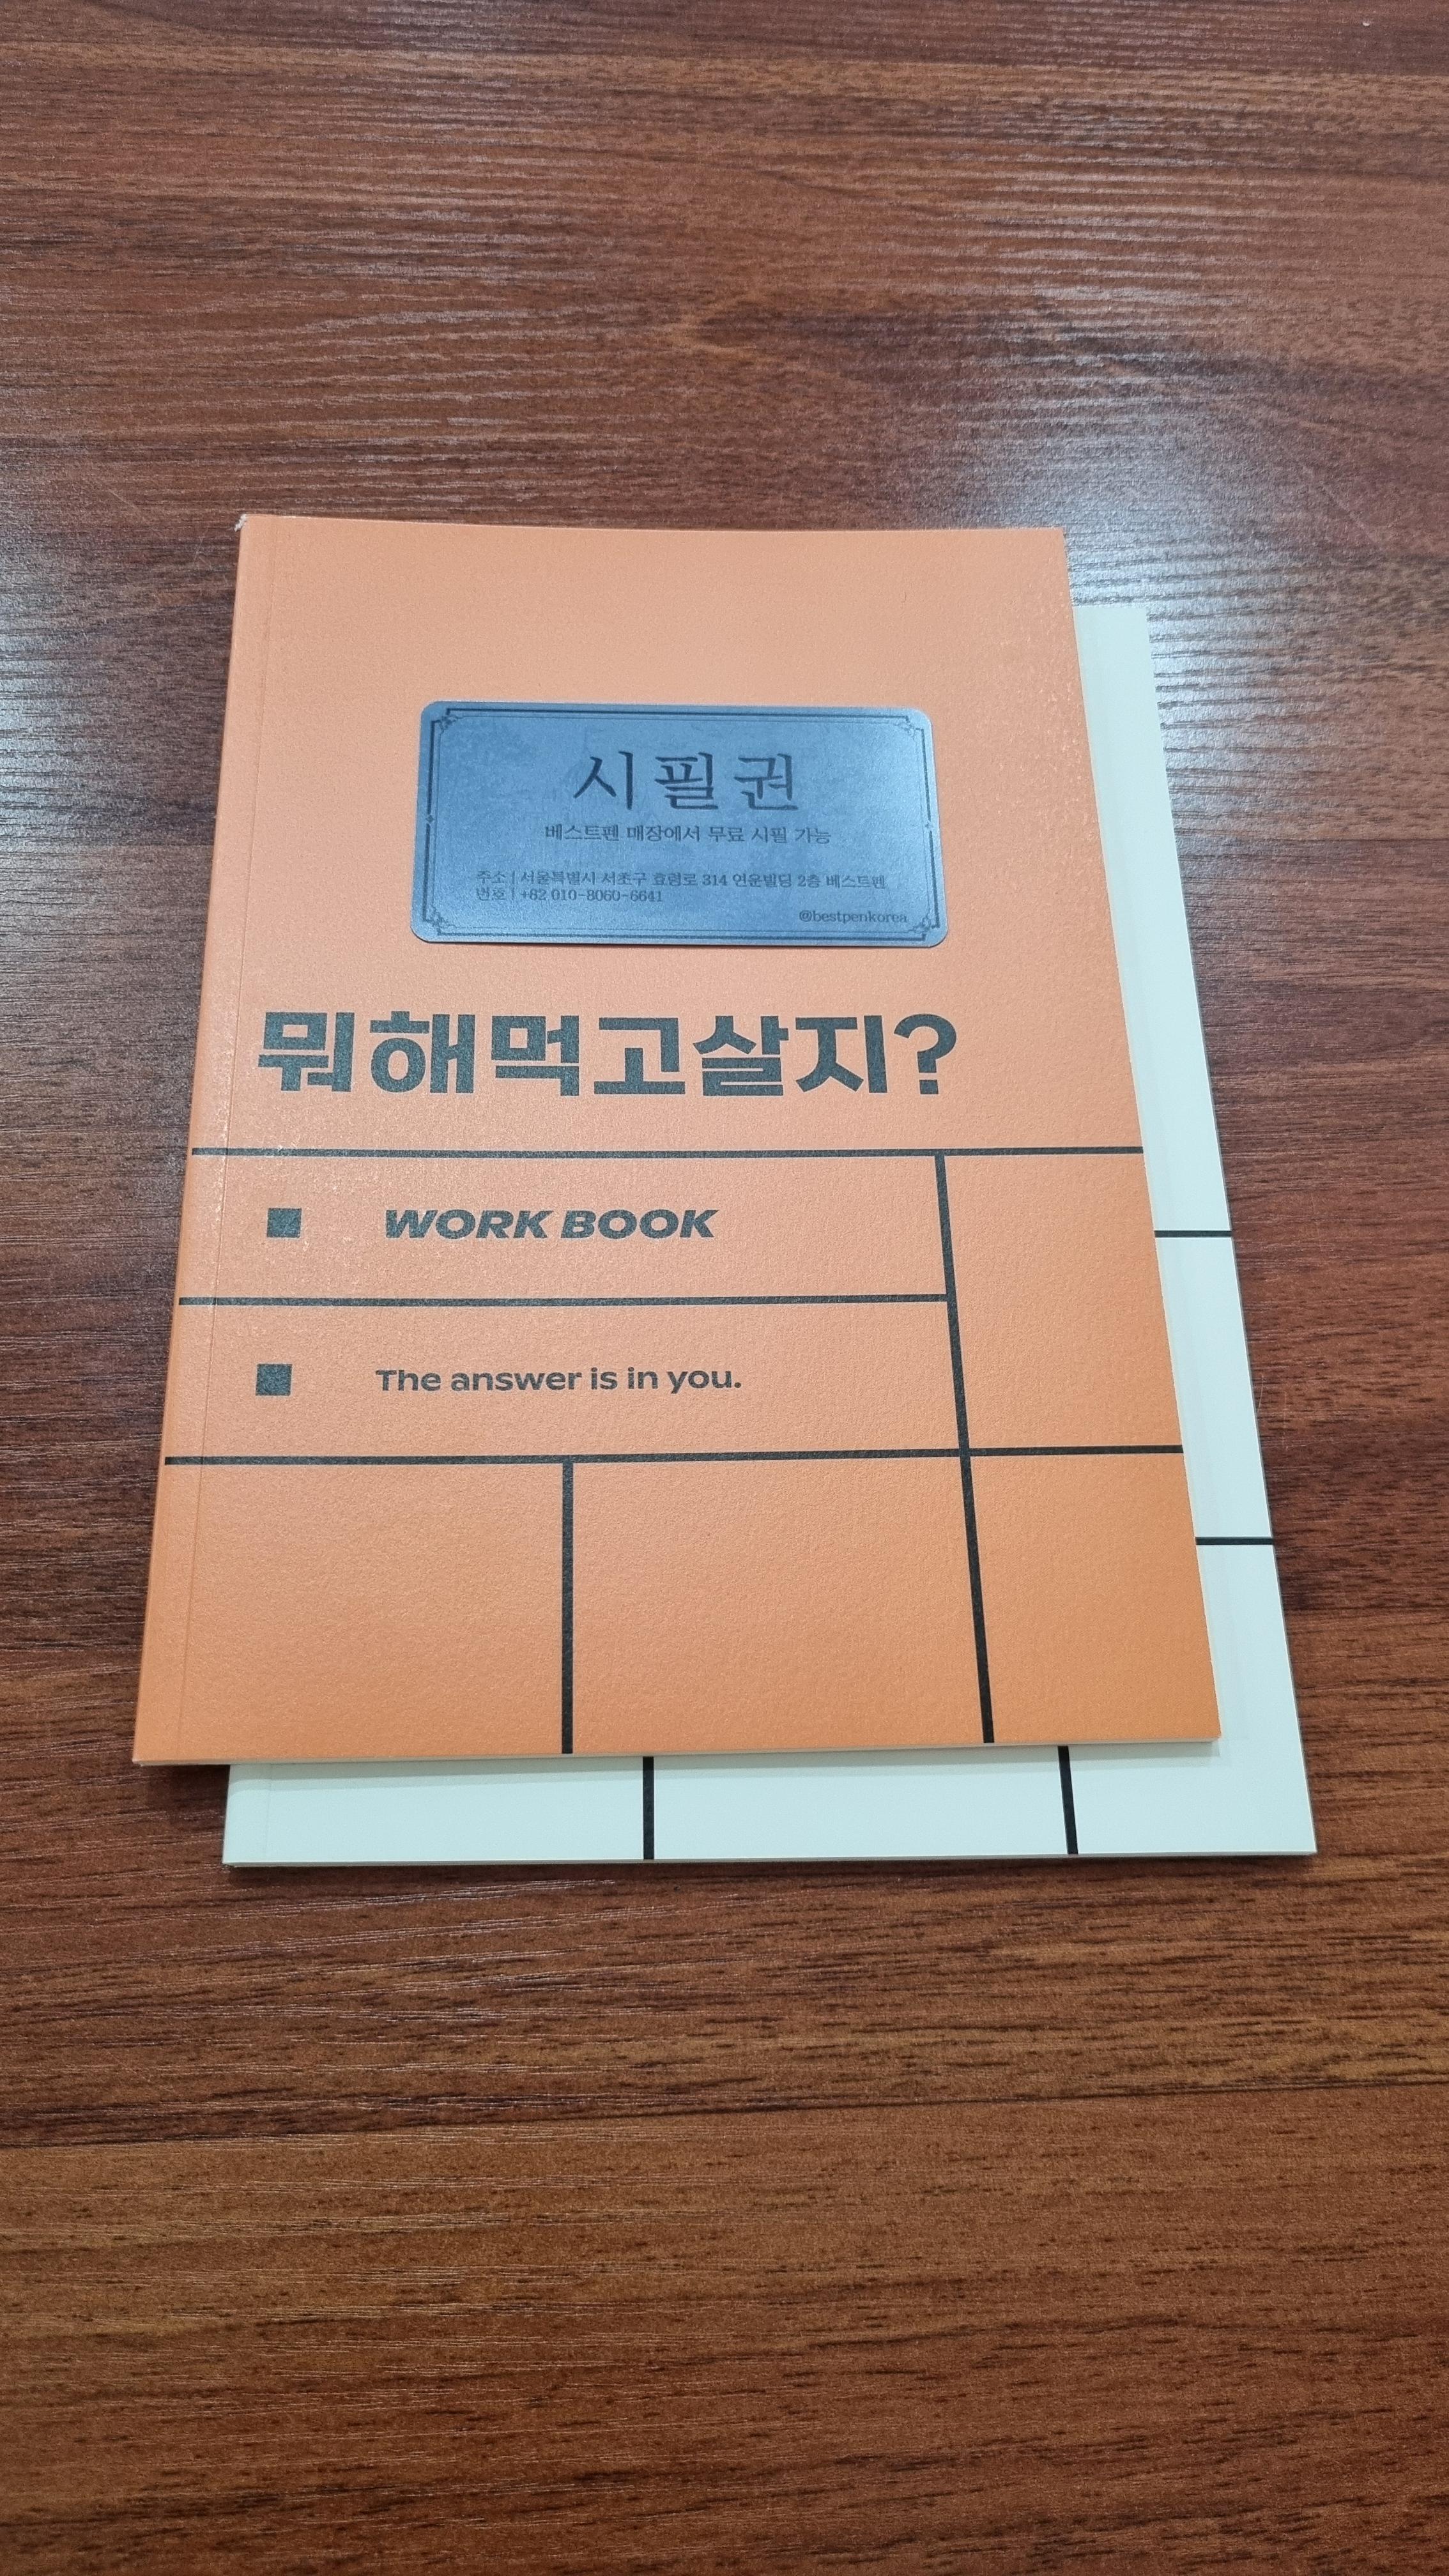 시필권
베스트펜 매장에서 무료 시필 가능
주소 | 서울특별시 서초구 효령로 314 연운빌딩 2층 베스트펜
번호 | +82 010-8060-6641
@bestpenkorea
뭐해먹고살지?
WORK BOOK
The answer is in you.